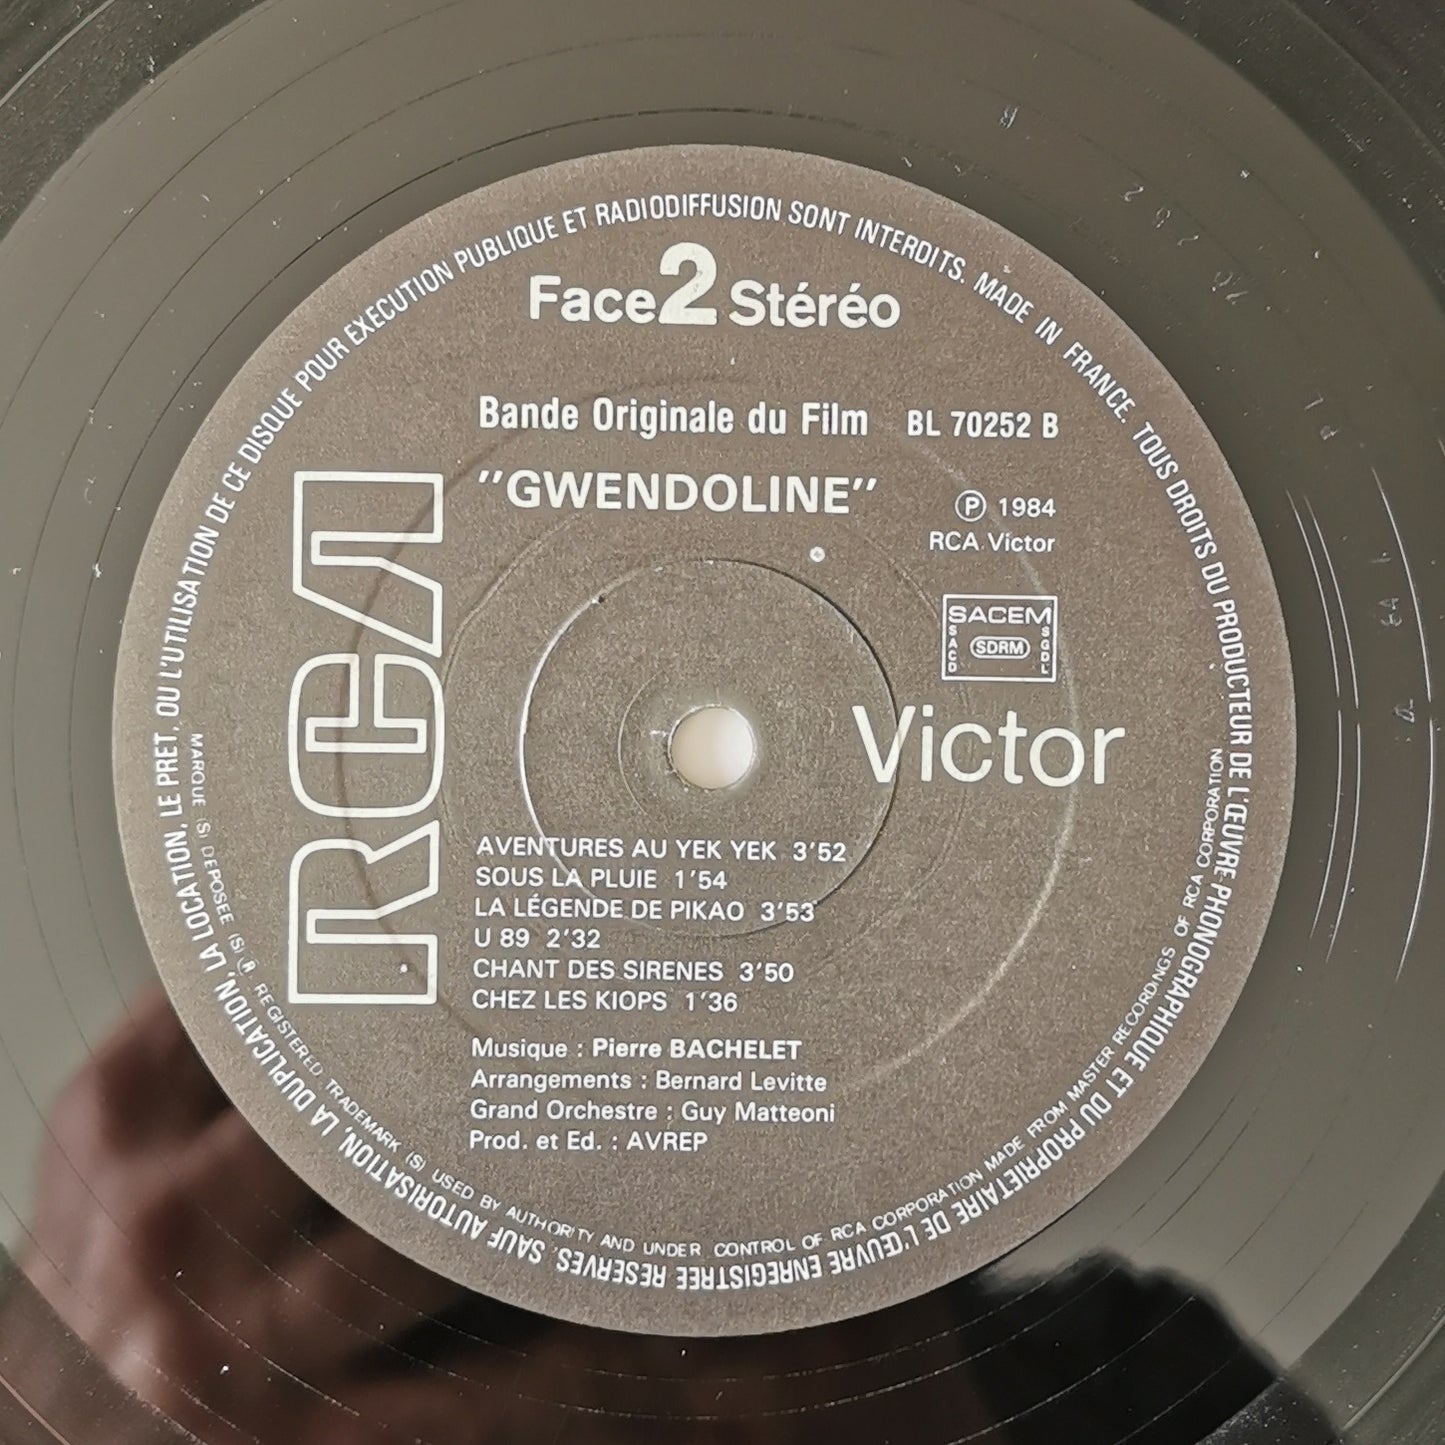 Face 2 Stéréo
Bande Originale du Film BL 70252 B
"GWENDOLINE"
℗ 1984
RCA Victor
SACEM
SACD SDRM SGDL
RCA
Victor
AVENTURES AU YEK YEK 3'52
SOUS LA PLUIE 1'54
LA LÉGENDE DE PIKAO 3'53
U 89 2'32
CHANT DES SIRENES 3'50
CHEZ LES KIOPS 1'36
Musique : Pierre BACHELET
Arrangements : Bernard Levitte
Grand Orchestre : Guy Matteoni
Prod. et Ed. : AVREP
MADE IN FRANCE. TOUS DROITS DU PRODUCTEUR DE L'ŒUVRE PHONOGRAPHIQUE ET DU PROPRIETAIRE DE L'ŒUVRE ENREGISTREE RESERVES. SAUF AUTORISATION, LA DUPLICATION, LA LOCATION, LE PRET, OU L'UTILISATION DE CE DISQUE POUR EXECUTION PUBLIQUE ET RADIODIFFUSION SONT INTERDITS.
MARQUE (S) DEPOSEE (S) ® REGISTERED TRADEMARK (S) USED BY AUTHORITY AND UNDER CONTROL OF RCA CORPORATION MADE FROM MASTER RECORDINGS OF RCA CORPORATION